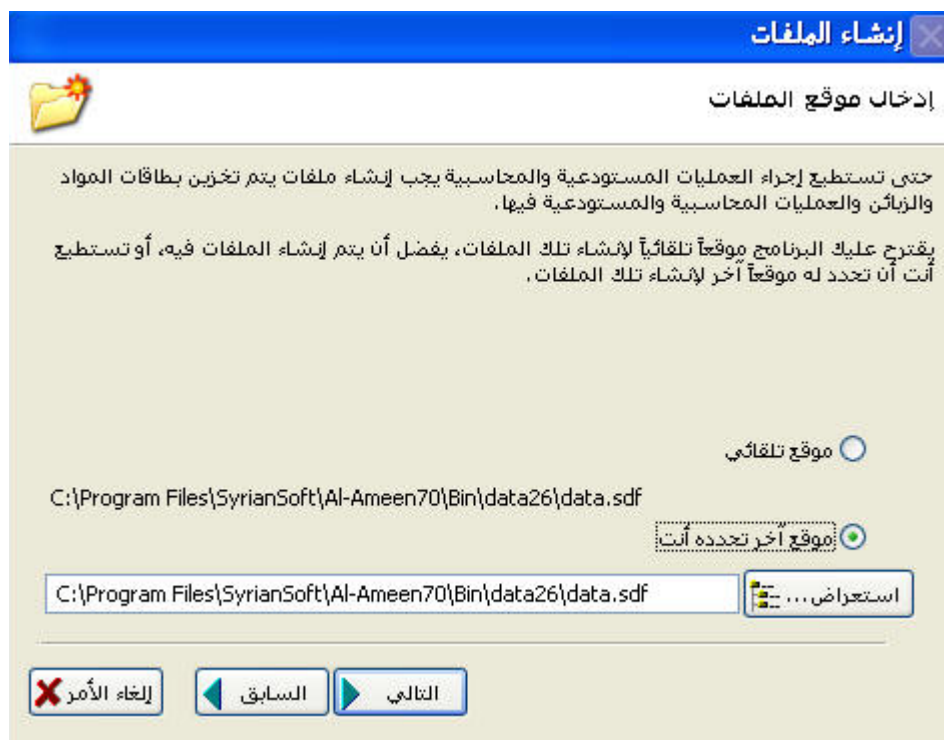 إنشاء الملفات
إدخال موقع الملفات
حتى تستطيع إجراء العمليات المستودعية والمحاسبية يجب إنشاء ملفات يتم تخزين بطاقات المواد
والزبائن والعمليات المحاسبية والمستودعية فيها.
يقترح عليك البرنامج موقعاً تلقائياً لإنشاء تلك الملفات، يفضل أن يتم إنشاء الملفات فيه، أو تستطيع
أنت أن تحدد له موقعاً آخر لإنشاء تلك الملفات.
موقع تلقائي
C:\Program Files\SyrianSoft\Al-Ameen70\Bin\data26\data.sdf
موقع آخر تحدده أنت
استعراض...
C:\Program Files\SyrianSoft\Al-Ameen70\Bin\data26\data.sdf
التالي
السابق
إلغاء الأمر